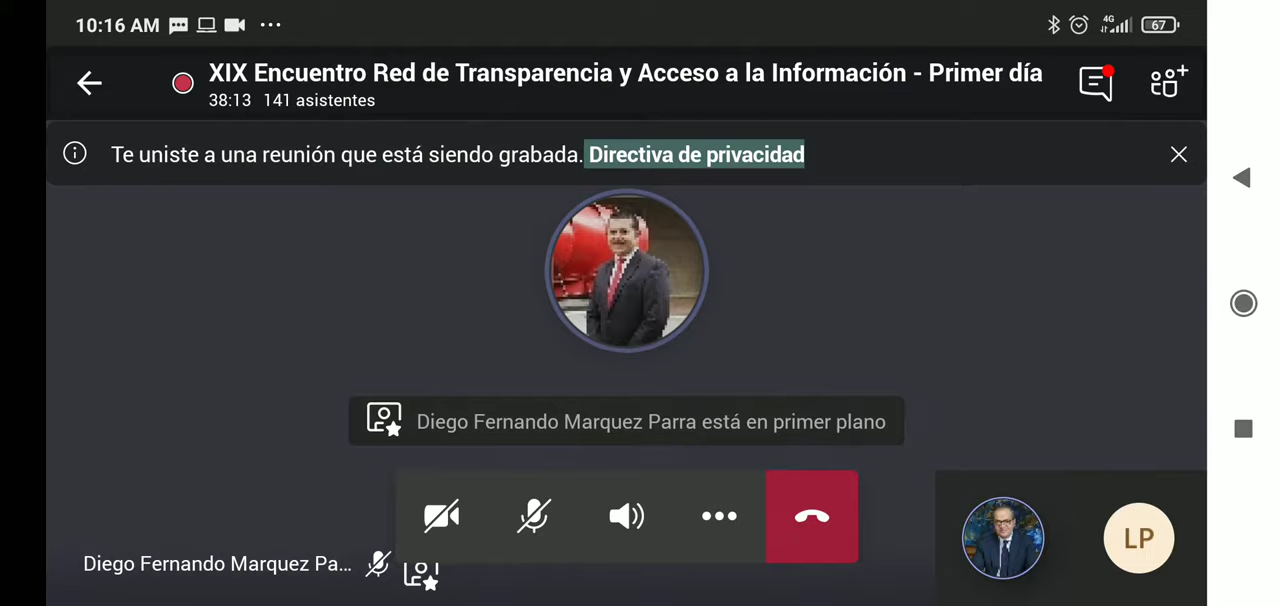 10:16 AM
4G
67
XIX Encuentro Red de Transparencia y Acceso a la Información - Primer día
38:13 141 asistentes
Te uniste a una reunión que está siendo grabada. Directiva de privacidad
Diego Fernando Marquez Parra está en primer plano
Diego Fernando Marquez Pa...
LP